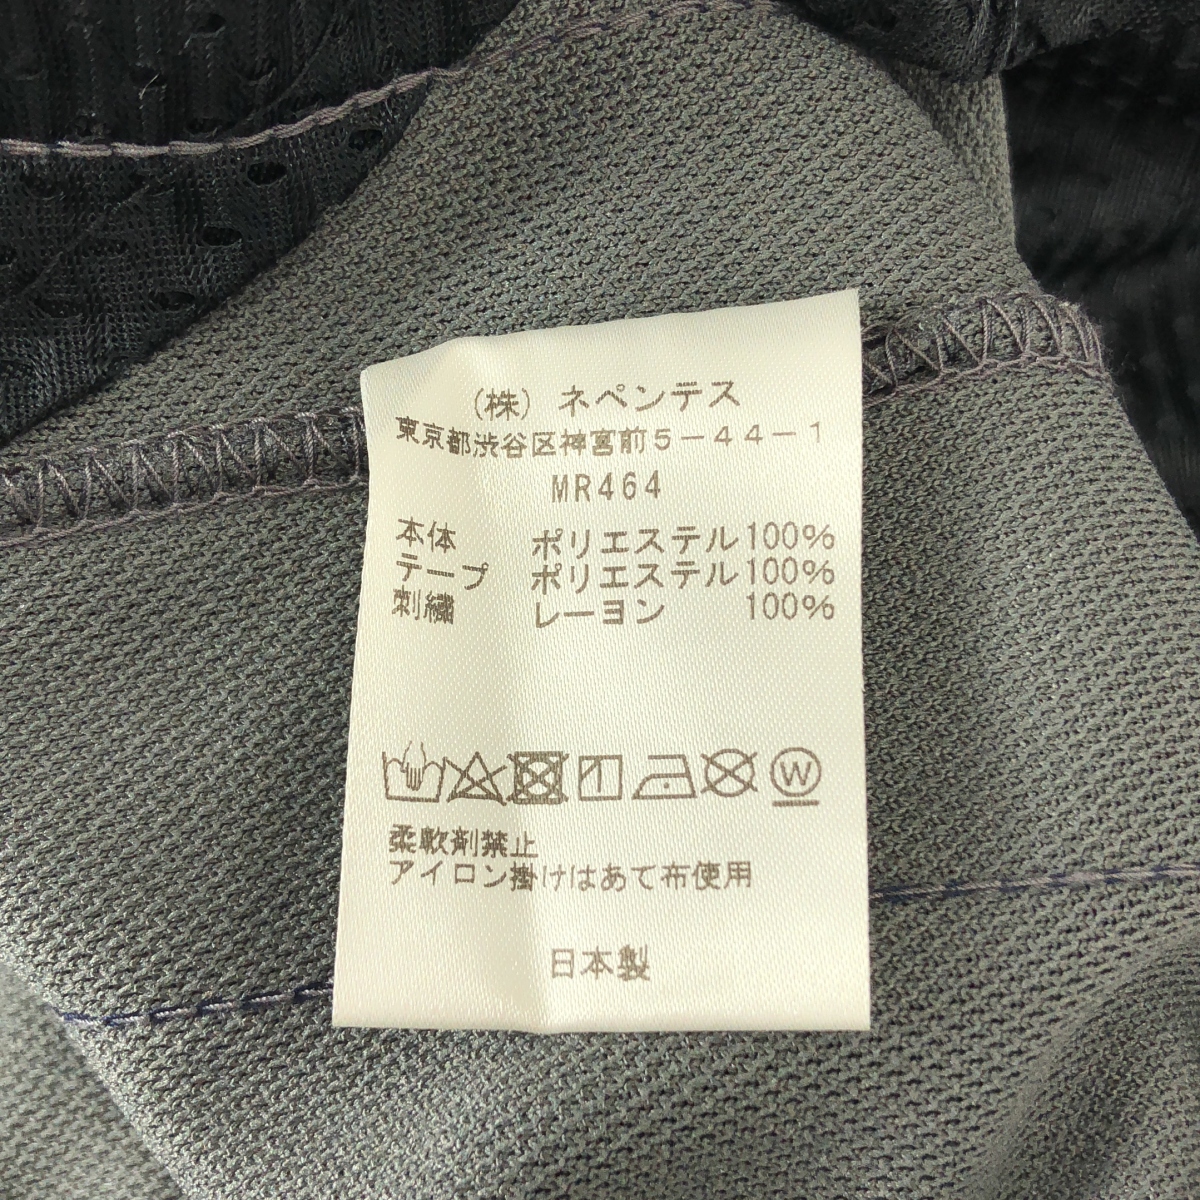 (株) ネペンテス
東京都渋谷区神宮前5-44-1
MR464
本体 ポリエステル100%
テープ ポリエステル100%
刺繍 レーヨン 100%
W
柔軟剤禁止
アイロン掛けはあて布使用
日本製